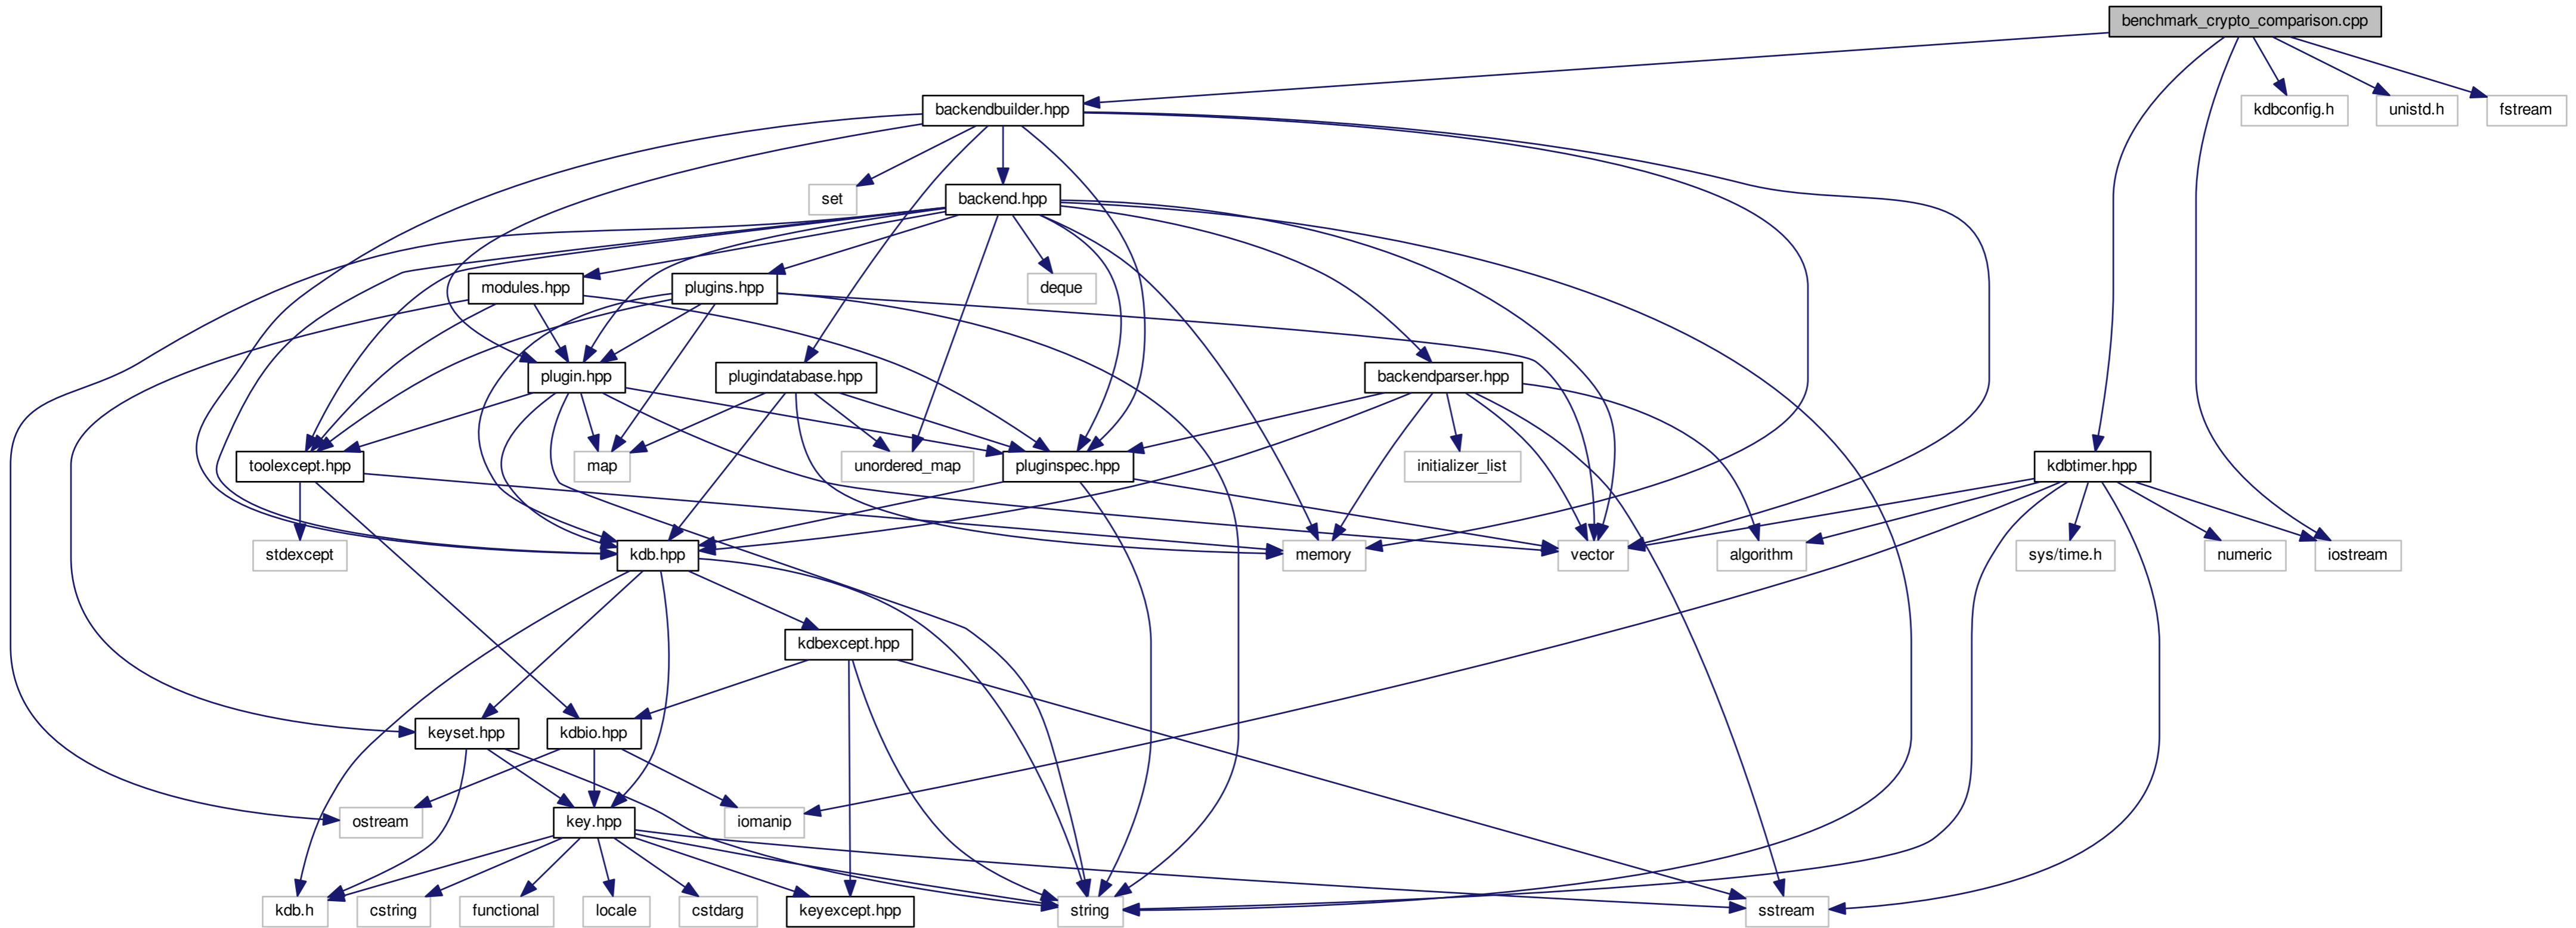 benchmark_crypto_comparison.cpp
backendbuilder.hpp
kdbconfig.h
unistd.h
fstream
set
backend.hpp
modules.hpp
plugins.hpp
deque
plugin.hpp
plugindatabase.hpp
backendparser.hpp
toolexcept.hpp
map
unordered_map
pluginspec.hpp
initializer_list
kdbtimer.hpp
stdexcept
kdb.hpp
memory
vector
algorithm
sys/time.h
numeric
iostream
kdbexcept.hpp
keyset.hpp
kdbio.hpp
ostream
key.hpp
iomanip
kdb.h
cstring
functional
locale
cstdarg
keyexcept.hpp
string
sstream